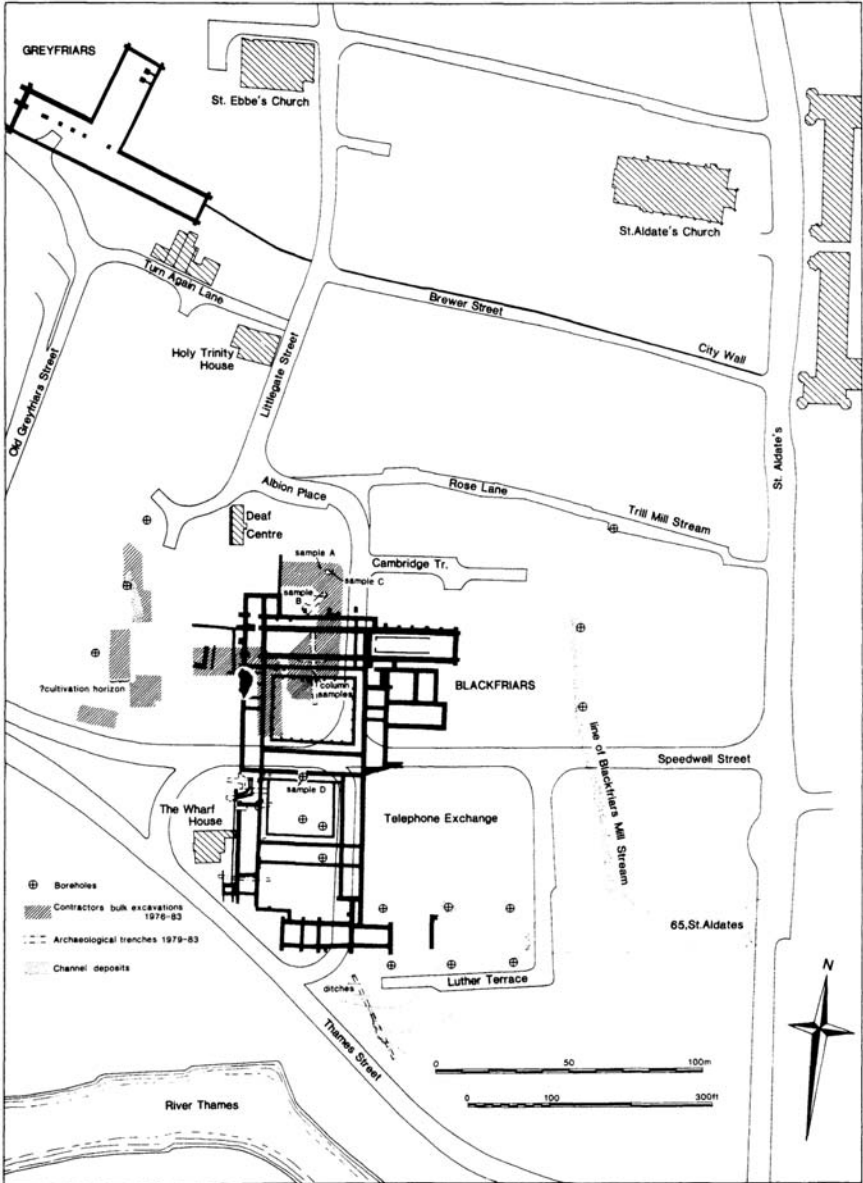 GREYFRIARS
St. Ebbe's Church
St.Aldate's Church
Turn Again Lane
Brewer Street
City Wall
Holy Trinity
House
Littlegate Street
Old Greyfriars Street
St. Aldate's
Albion Place
Rose Lane
Trill Mill Stream
Deaf
Centre
sample A
sample C
Cambridge Tr.
sample
B
?cultivation horizon
column
samples
BLACKFRIARS
line of Blackfriars Mill Stream
Speedwell Street
sample D
The Wharf
House
Telephone Exchange
Boreholes
Contractors bulk excavations
1976-83
Archaeological trenches 1979-83
Channel deposits
65,St.Aldates
Luther Terrace
ditches
Thames Street
N
0 50 100m
0 100 300ft
River Thames